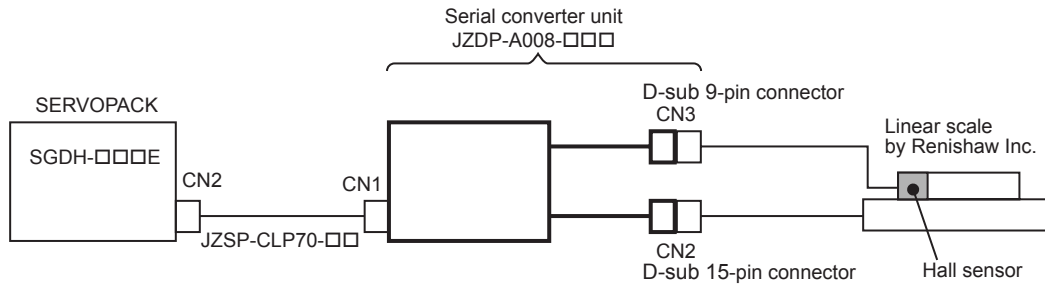 Serial converter unit
JZDP-A008-□□□
SERVOPACK
SGDH-□□□E
CN2
JZSP-CLP70-□□
CN1
D-sub 9-pin connector
CN3
CN2
D-sub 15-pin connector
Linear scale
by Renishaw Inc.
Hall sensor